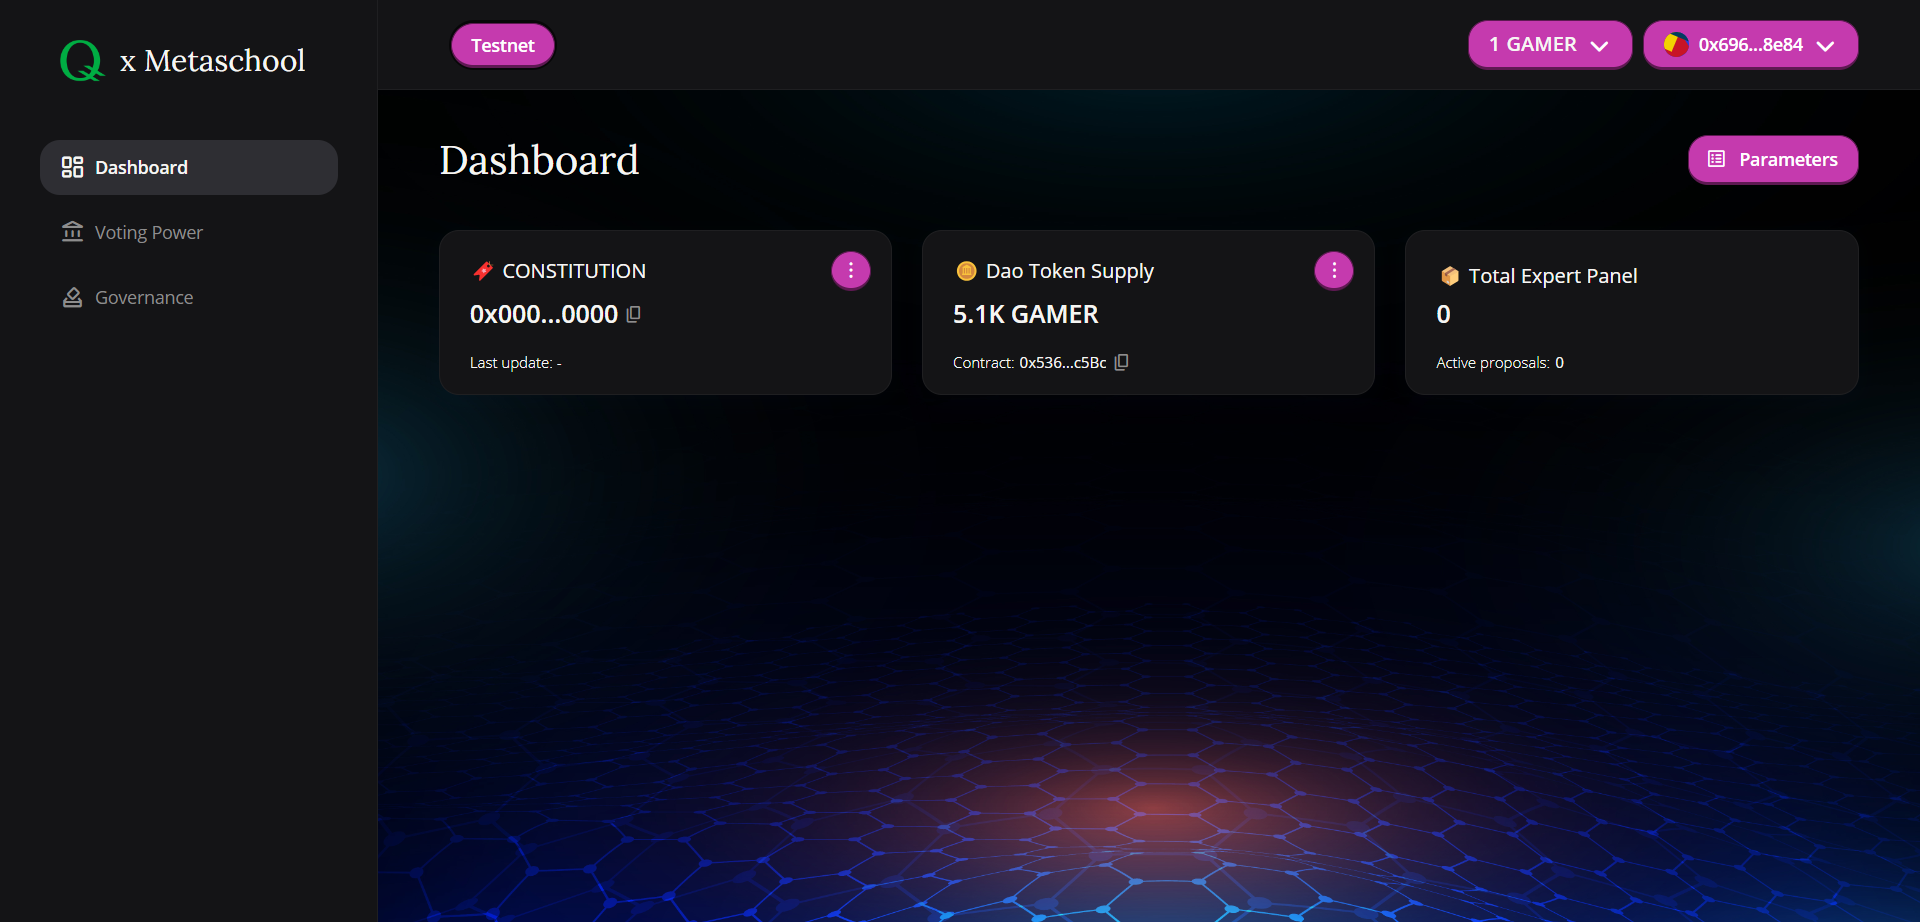 Q x Metaschool
Testnet
1 GAMER
0x696...8e84
Dashboard
Voting Power
Governance
Dashboard
Parameters
CONSTITUTION
0x000...0000
Last update: -
Dao Token Supply
5.1K GAMER
Contract: 0x536...c5Bc
Total Expert Panel
0
Active proposals: 0